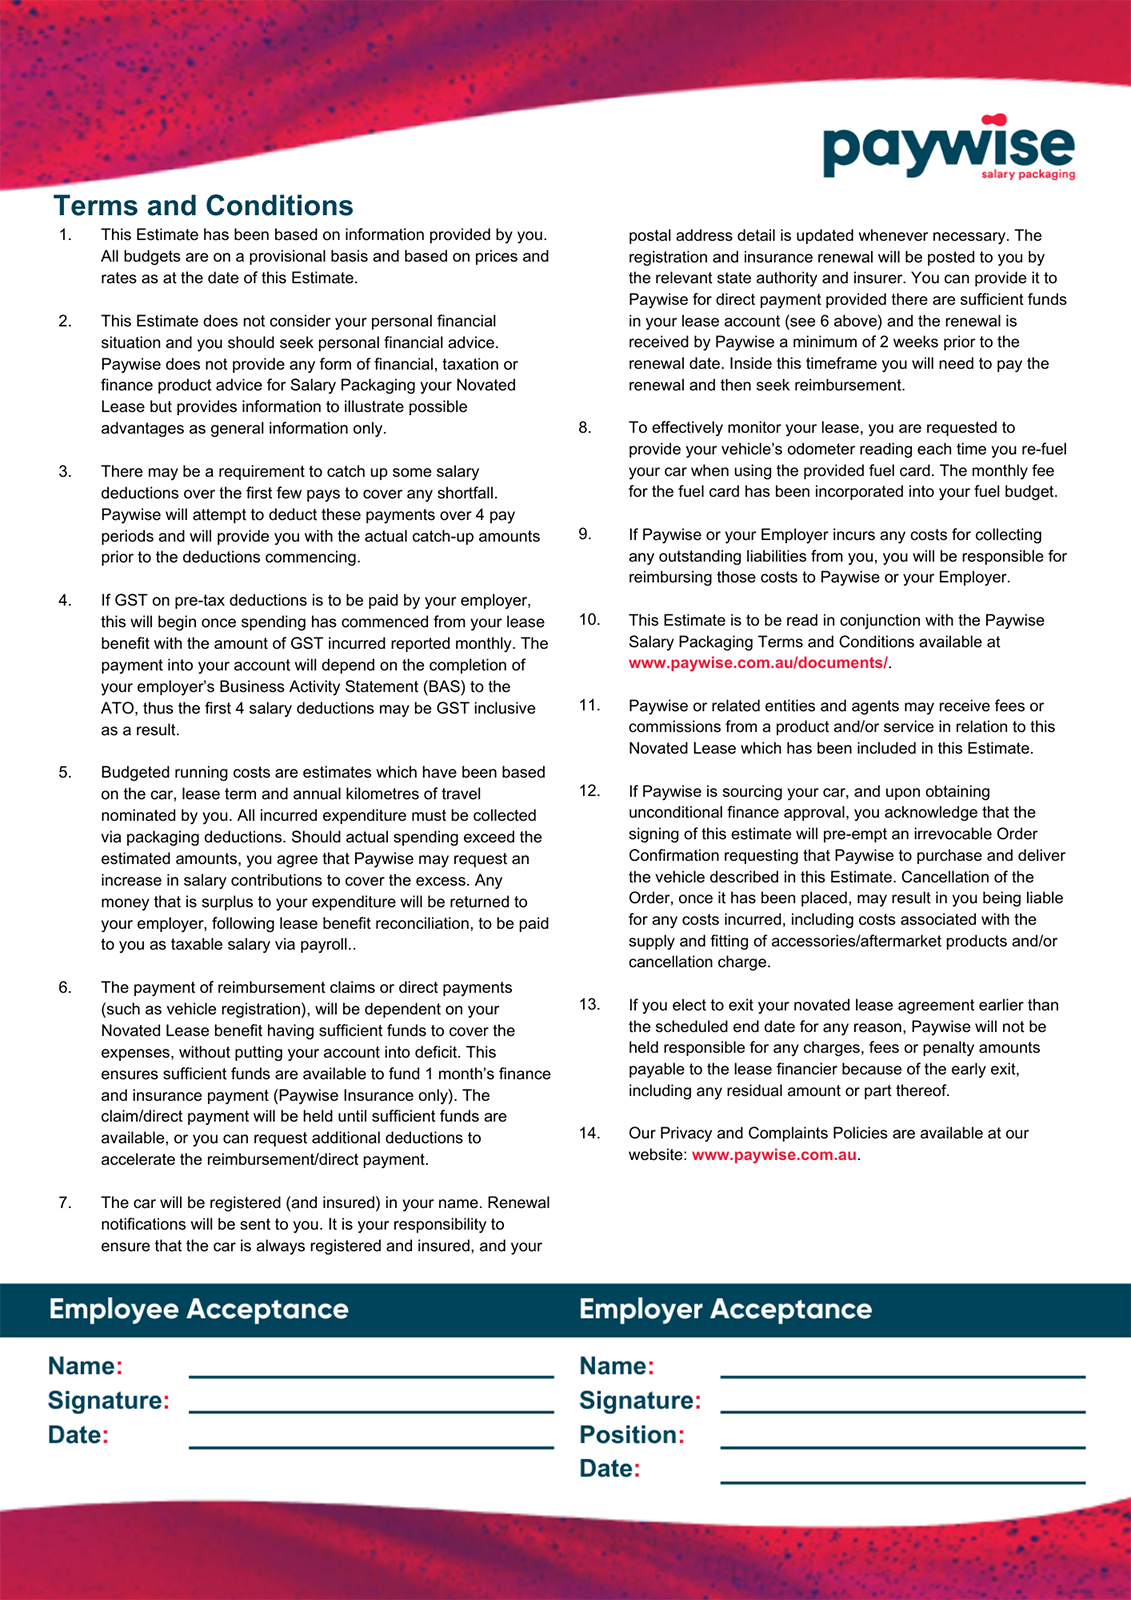 paywise
salary packaging
Terms and Conditions
1. This Estimate has been based on information provided by you.
All budgets are on a provisional basis and based on prices and
rates as at the date of this Estimate.
2. This Estimate does not consider your personal financial
situation and you should seek personal financial advice.
Paywise does not provide any form of financial, taxation or
finance product advice for Salary Packaging your Novated
Lease but provides information to illustrate possible
advantages as general information only.
3. There may be a requirement to catch up some salary
deductions over the first few pays to cover any shortfall.
Paywise will attempt to deduct these payments over 4 pay
periods and will provide you with the actual catch-up amounts
prior to the deductions commencing.
4. If GST on pre-tax deductions is to be paid by your employer,
this will begin once spending has commenced from your lease
benefit with the amount of GST incurred reported monthly. The
payment into your account will depend on the completion of
your employer's Business Activity Statement (BAS) to the
ATO, thus the first 4 salary deductions may be GST inclusive
as a result.
5. Budgeted running costs are estimates which have been based
on the car, lease term and annual kilometres of travel
nominated by you. All incurred expenditure must be collected
via packaging deductions. Should actual spending exceed the
estimated amounts, you agree that Paywise may request an
increase in salary contributions to cover the excess. Any
money that is surplus to your expenditure will be returned to
your employer, following lease benefit reconciliation, to be paid
to you as taxable salary via payroll..
6. The payment of reimbursement claims or direct payments
(such as vehicle registration), will be dependent on your
Novated Lease benefit having sufficient funds to cover the
expenses, without putting your account into deficit. This
ensures sufficient funds are available to fund 1 month's finance
and insurance payment (Paywise Insurance only). The
claim/direct payment will be held until sufficient funds are
available, or you can request additional deductions to
accelerate the reimbursement/direct payment.
7. The car will be registered (and insured) in your name. Renewal
notifications will be sent to you. It is your responsibility to
ensure that the car is always registered and insured, and your
postal address detail is updated whenever necessary. The
registration and insurance renewal will be posted to you by
the relevant state authority and insurer. You can provide it to
Paywise for direct payment provided there are sufficient funds
in your lease account (see 6 above) and the renewal is
received by Paywise a minimum of 2 weeks prior to the
renewal date. Inside this timeframe you will need to pay the
renewal and then seek reimbursement.
8. To effectively monitor your lease, you are requested to
provide your vehicle's odometer reading each time you re-fuel
your car when using the provided fuel card. The monthly fee
for the fuel card has been incorporated into your fuel budget.
9. If Paywise or your Employer incurs any costs for collecting
any outstanding liabilities from you, you will be responsible for
reimbursing those costs to Paywise or your Employer.
10. This Estimate is to be read in conjunction with the Paywise
Salary Packaging Terms and Conditions available at
www.paywise.com.au/documents/.
11. Paywise or related entities and agents may receive fees or
commissions from a product and/or service in relation to this
Novated Lease which has been included in this Estimate.
12. If Paywise is sourcing your car, and upon obtaining
unconditional finance approval, you acknowledge that the
signing of this estimate will pre-empt an irrevocable Order
Confirmation requesting that Paywise to purchase and deliver
the vehicle described in this Estimate. Cancellation of the
Order, once it has been placed, may result in you being liable
for any costs incurred, including costs associated with the
supply and fitting of accessories/aftermarket products and/or
cancellation charge.
13. If you elect to exit your novated lease agreement earlier than
the scheduled end date for any reason, Paywise will not be
held responsible for any charges, fees or penalty amounts
payable to the lease financier because of the early exit,
including any residual amount or part thereof.
14. Our Privacy and Complaints Policies are available at our
website: www.paywise.com.au.
Employee Acceptance
Name:
Signature:
Date:
Employer Acceptance
Name:
Signature:
Position:
Date: